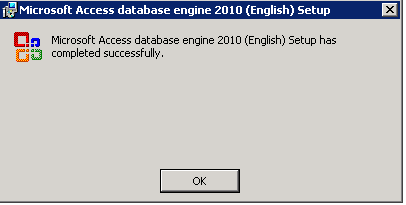 Microsoft Access database engine 2010 (English) Setup
Microsoft Access database engine 2010 (English) Setup has
completed successfully.
OK